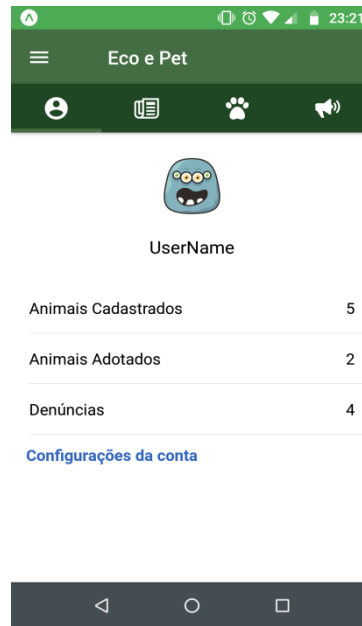 23:21
Eco e Pet
UserName
Animais Cadastrados 5
Animais Adotados 2
Denúncias 4
Configurações da conta